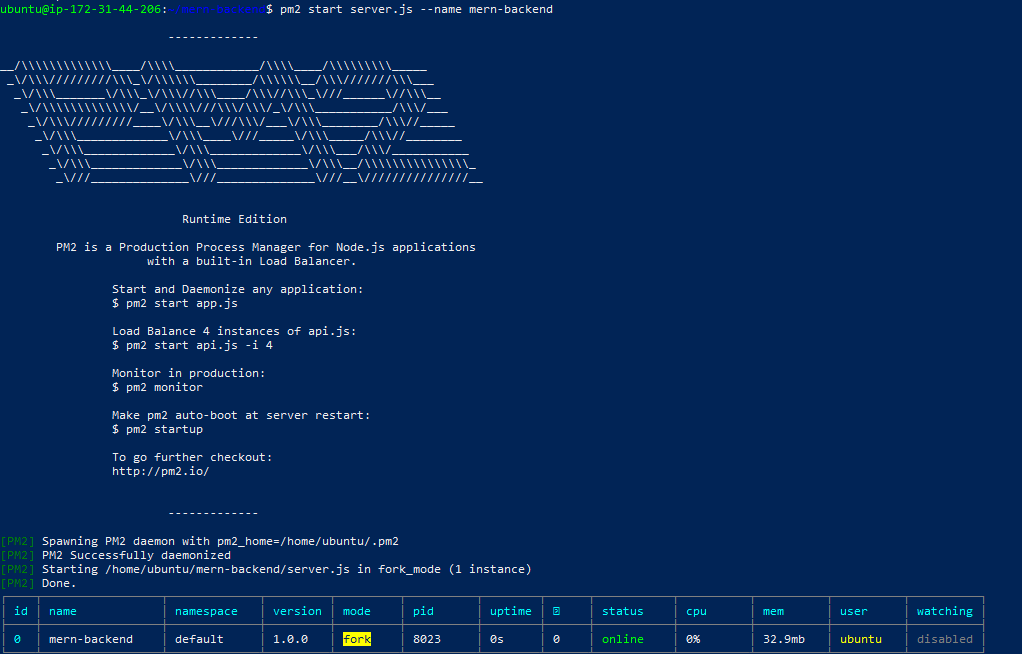 ubuntu@ip-172-31-44-206:~/mern-backend$ pm2 start server.js --name mern-backend
-------------
__/\\\\\\\\\\\\\____/\\\\____________/\\\\____/\\\\\\\\\_____
_\/\\\/////////\\\_\/\\\\\\________/\\\\\\__/\\\///////\\\___
_\/\\\_______\/\\\_\/\\\//\\\____/\\\//\\\_\///______\//\\\__
_\/\\\\\\\\\\\\\/__\/\\\\///\\\/\\\/_\/\\\___________/\\\/___
_\/\\\/////////____\/\\\__\///\\\/___\/\\\________/\\\//_____
_\/\\\_____________\/\\\____\///_____\/\\\_____/\\\//________
_\/\\\_____________\/\\\_____________\/\\\___/\\\/___________
_\/\\\_____________\/\\\_____________\/\\\__/\\\\\\\\\\\\\\\_
_\///______________\///______________\///__\///////////////__
Runtime Edition
PM2 is a Production Process Manager for Node.js applications
with a built-in Load Balancer.
Start and Daemonize any application:
$ pm2 start app.js
Load Balance 4 instances of api.js:
$ pm2 start api.js -i 4
Monitor in production:
$ pm2 monitor
Make pm2 auto-boot at server restart:
$ pm2 startup
To go further checkout:
http://pm2.io/
-------------
[PM2] Spawning PM2 daemon with pm2_home=/home/ubuntu/.pm2
[PM2] PM2 Successfully daemonized
[PM2] Starting /home/ubuntu/mern-backend/server.js in fork_mode (1 instance)
[PM2] Done.
id name namespace version mode pid uptime status cpu mem user watching
0 mern-backend default 1.0.0 fork 8023 0s 0 online 0% 32.9mb ubuntu disabled